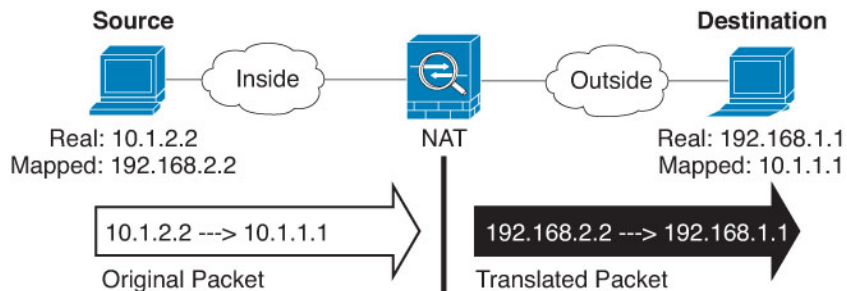 Source
Destination
Inside
Outside
Real: 10.1.2.2
Mapped: 192.168.2.2
NAT
Real: 192.168.1.1
Mapped: 10.1.1.1
10.1.2.2 ---> 10.1.1.1
192.168.2.2 ---> 192.168.1.1
Original Packet
Translated Packet